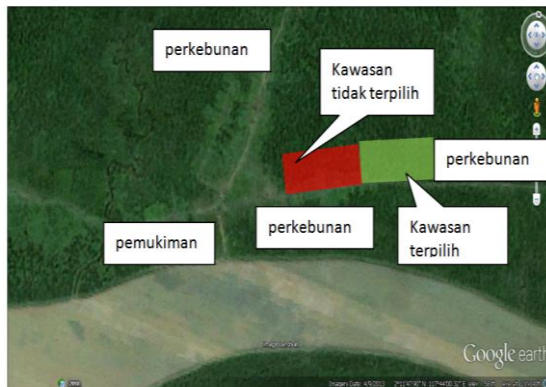 perkebunan
Kawasan
tidak terpilih
perkebunan
perkebunan
pemukiman
Kawasan
terpilih
Google earth